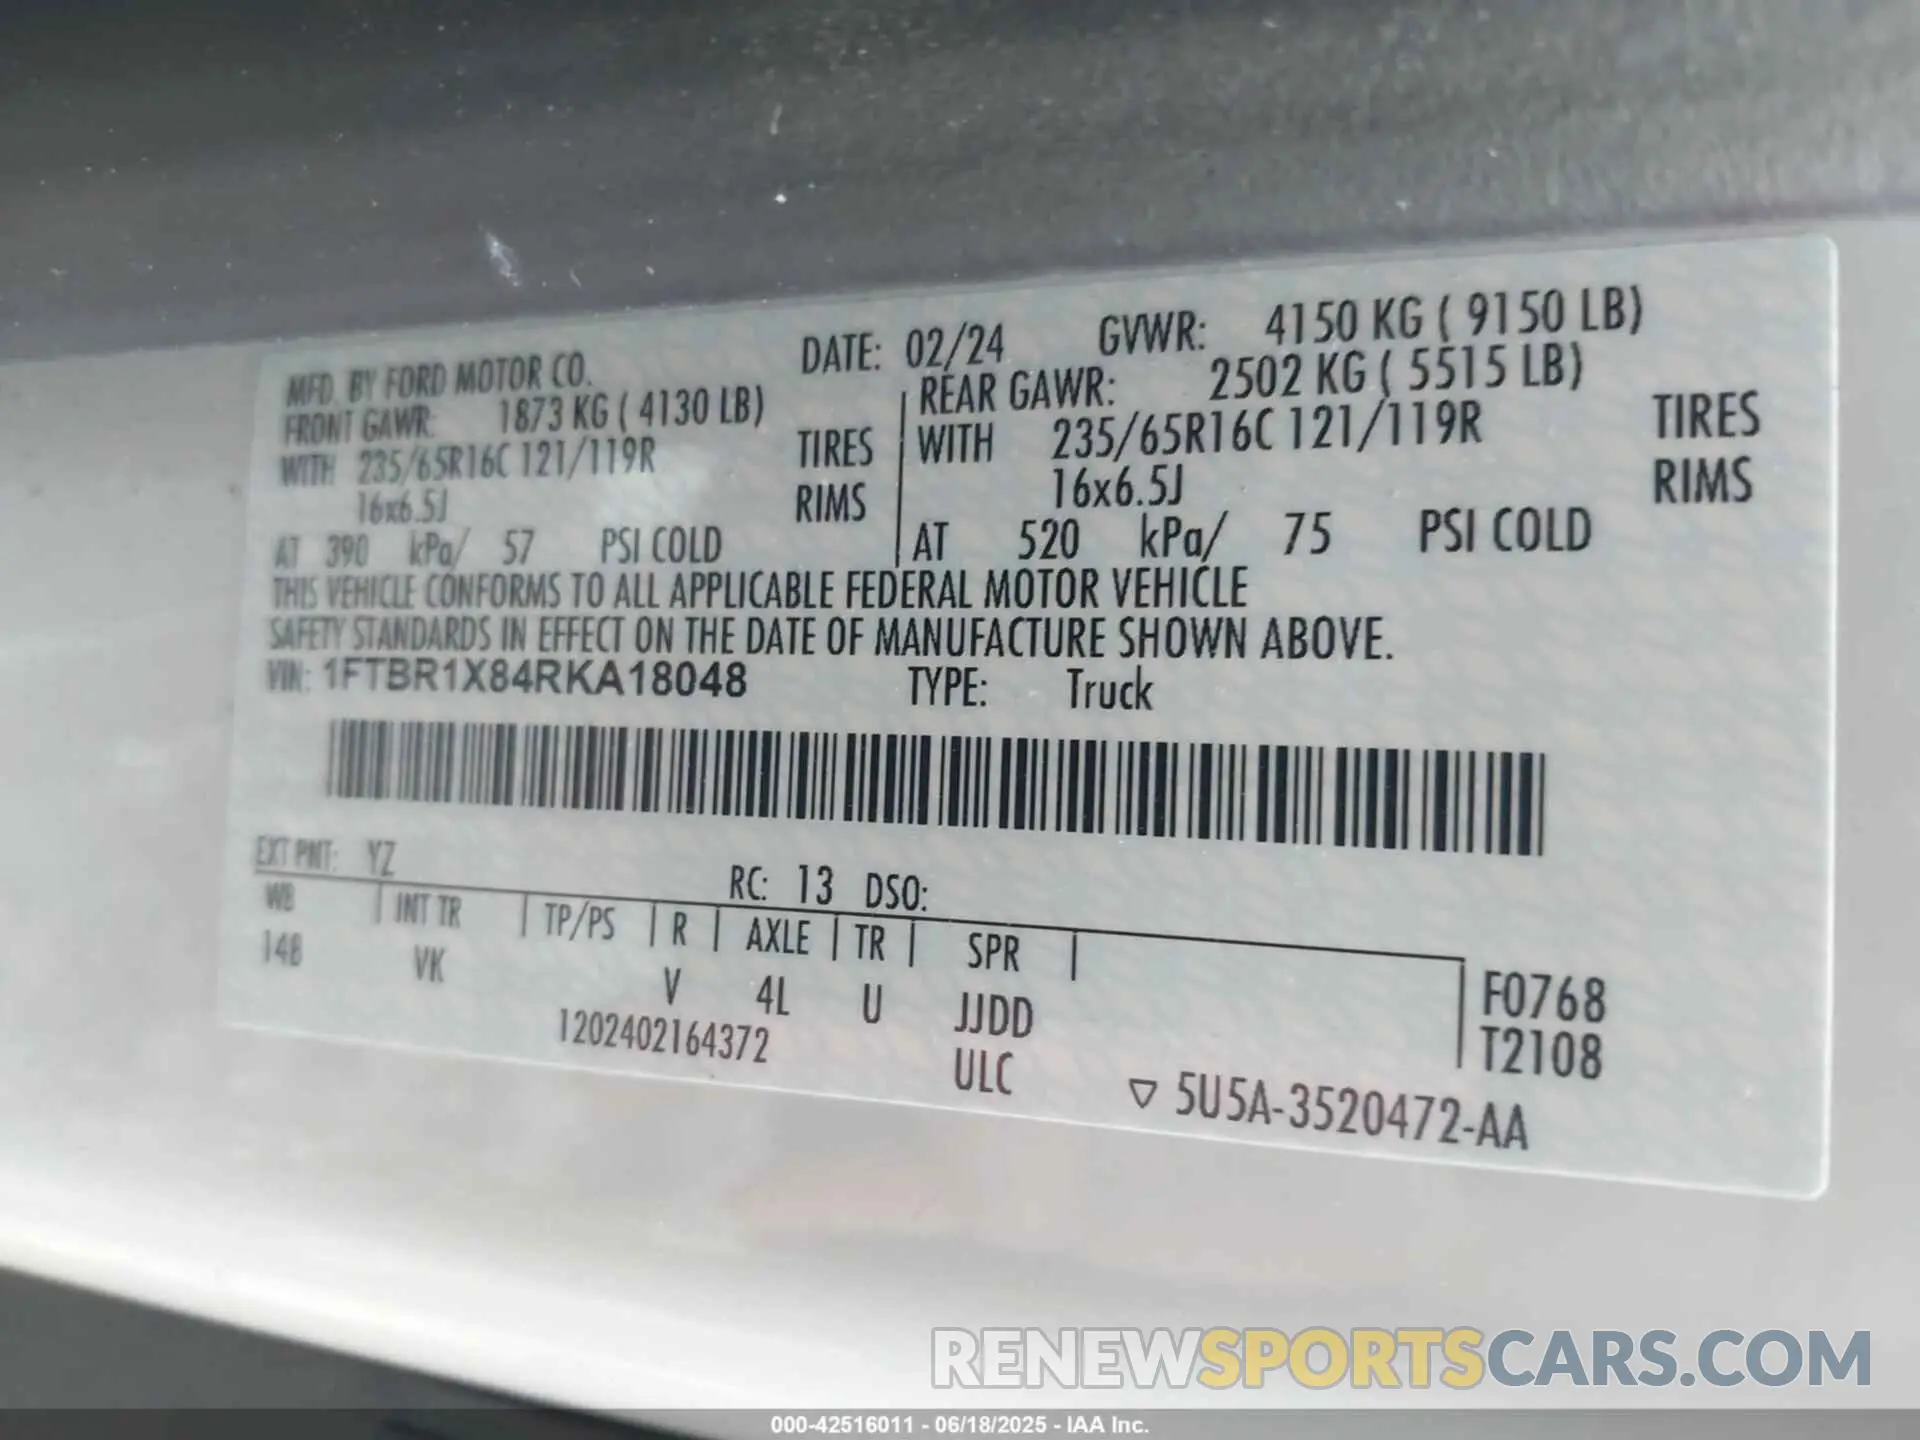 MFD. BY FORD MOTOR CO. DATE: 02/24 GVWR: 4150 KG ( 9150 LB)
FRONT GAWR: 1873 KG ( 4130 LB) REAR GAWR: 2502 KG ( 5515 LB)
WITH 235/65R16C 121/119R TIRES WITH 235/65R16C 121/119R TIRES
16x6.5J RIMS 16x6.5J RIMS
AT 390 kPa/ 57 PSI COLD AT 520 kPa/ 75 PSI COLD
THIS VEHICLE CONFORMS TO ALL APPLICABLE FEDERAL MOTOR VEHICLE
SAFETY STANDARDS IN EFFECT ON THE DATE OF MANUFACTURE SHOWN ABOVE.
VIN: 1FTBR1X84RKA18048 TYPE: Truck
EXT PNT: YZ RC: 13 DSO:
WB INT TR TP/PS R AXLE TR SPR
148 VK V 4L U JJDD F0768
1202402164372 ULC T2108
▽ 5U5A-3520472-AA
RENEWSPORTSCARS.COM
000-42516011 - 06/18/2025 - IAA Inc.